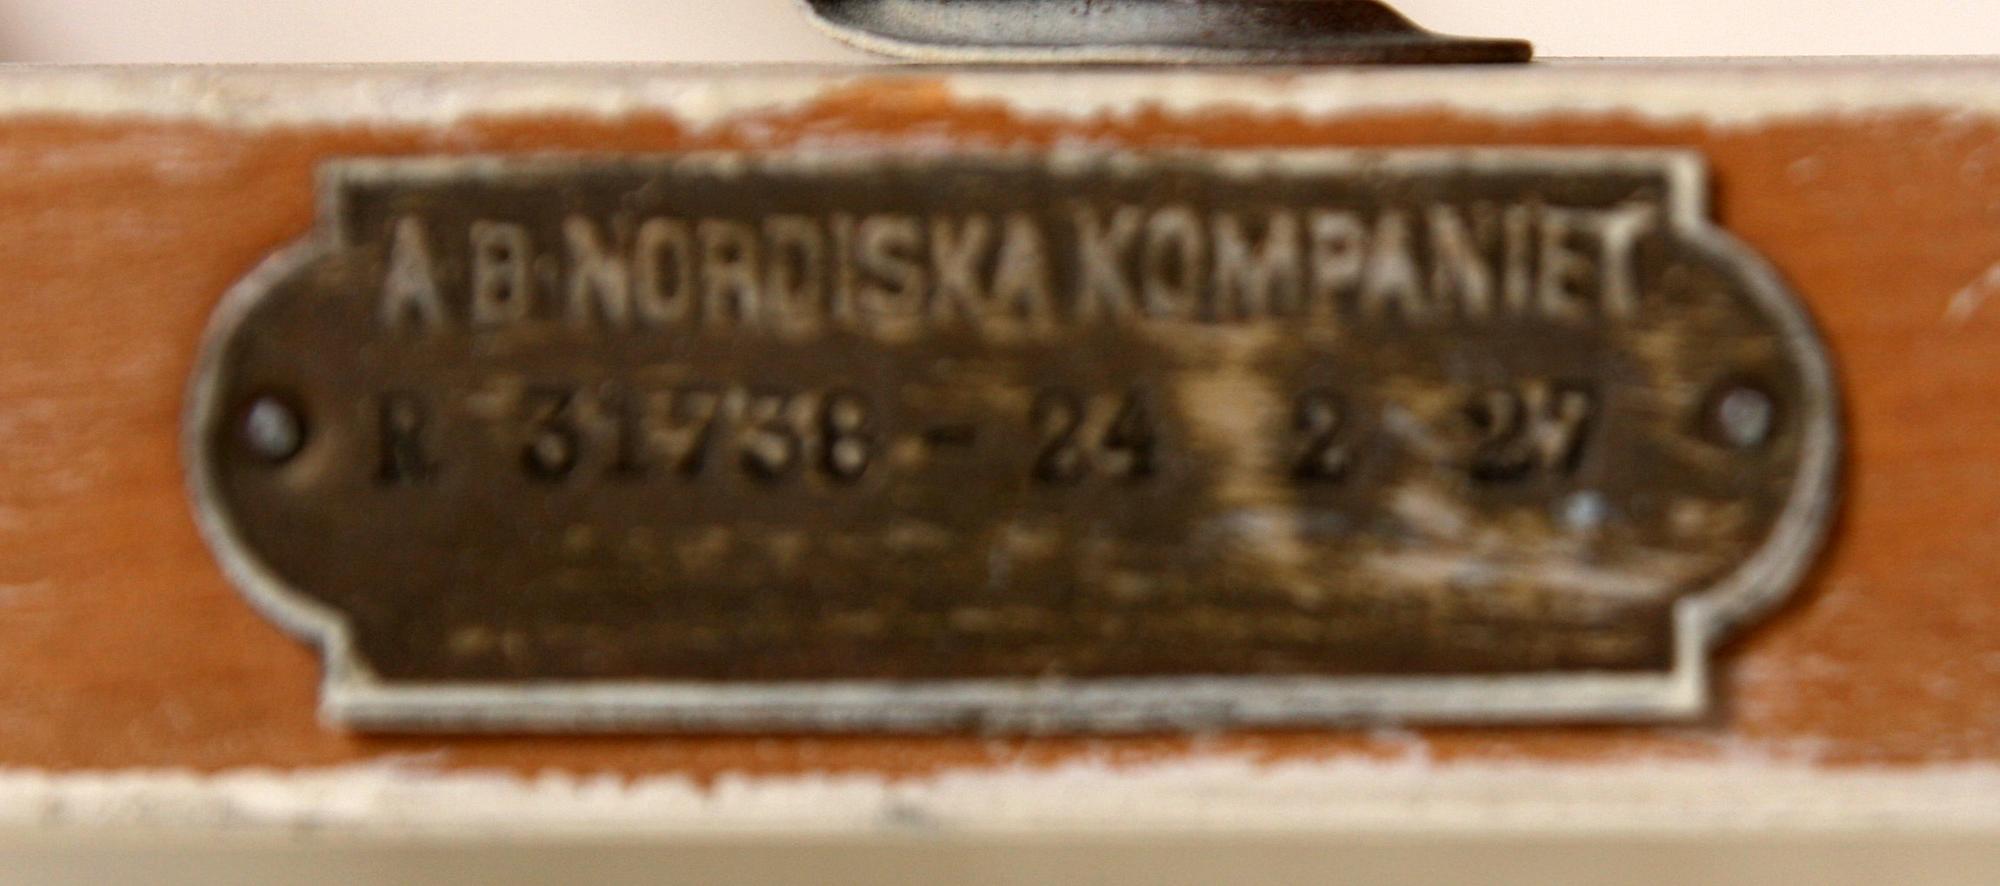 A.B. NORDISKA KOMPANIET
R 31738 - 24 2 27